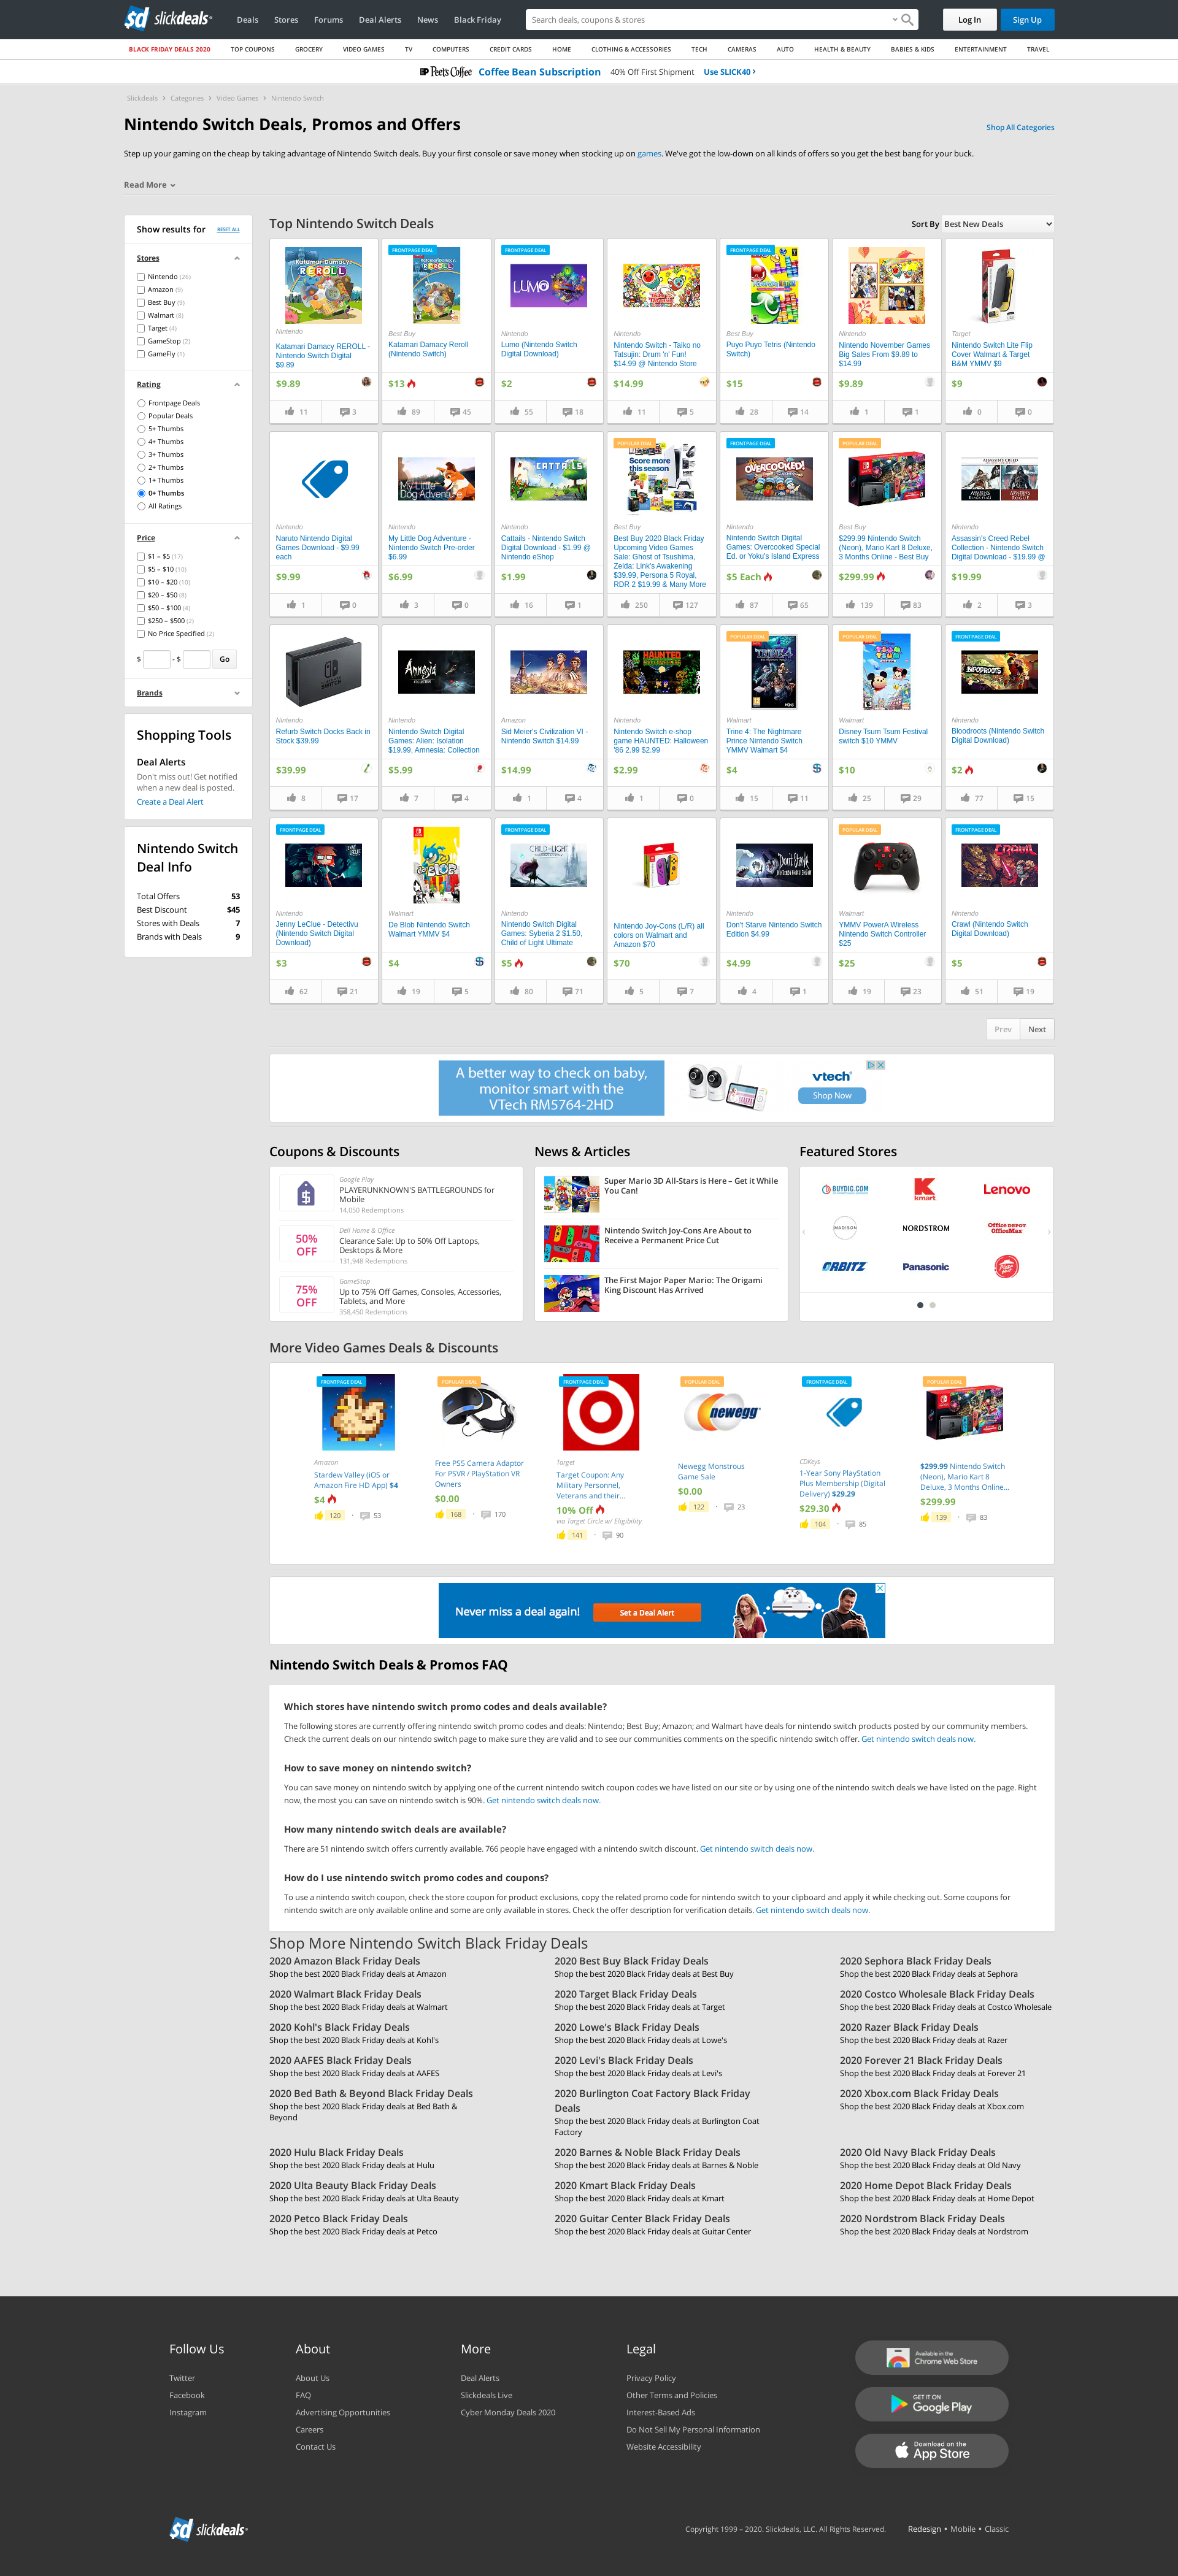 slickdeals
Deals
Stores
Forums
Deal Alerts
News
Black Friday
Search deals, coupons & stores
Log In
Sign Up
BLACK FRIDAY DEALS 2020
TOP COUPONS
GROCERY
VIDEO GAMES
TV
COMPUTERS
CREDIT CARDS
HOME
CLOTHING & ACCESSORIES
TECH
CAMERAS
AUTO
HEALTH & BEAUTY
BABIES & KIDS
ENTERTAINMENT
TRAVEL
Peet's Coffee Coffee Bean Subscription 40% Off First Shipment Use SLICK40 ›
Slickdeals › Categories › Video Games › Nintendo Switch
Nintendo Switch Deals, Promos and Offers
Shop All Categories
Step up your gaming on the cheap by taking advantage of Nintendo Switch deals. Buy your first console or save money when stocking up on games. We've got the low-down on all kinds of offers so you get the best bang for your buck.
Read More
Show results for
RESET ALL
Stores
Nintendo (26)
Amazon (9)
Best Buy (9)
Walmart (8)
Target (4)
GameStop (2)
GameFly (1)
Rating
Frontpage Deals
Popular Deals
5+ Thumbs
4+ Thumbs
3+ Thumbs
2+ Thumbs
1+ Thumbs
0+ Thumbs
All Ratings
Price
$1 – $5 (17)
$5 – $10 (10)
$10 – $20 (10)
$20 – $50 (8)
$50 – $100 (4)
$250 – $500 (2)
No Price Specified (2)
$ - $ Go
Brands
Shopping Tools
Deal Alerts
Don't miss out! Get notified
when a new deal is posted.
Create a Deal Alert
Nintendo Switch
Deal Info
Total Offers 53
Best Discount $45
Stores with Deals 7
Brands with Deals 9
Top Nintendo Switch Deals
Sort By Best New Deals
Nintendo
Katamari Damacy REROLL -
Nintendo Switch Digital
$9.89
$9.89
11 3
FRONTPAGE DEAL
Best Buy
Katamari Damacy Reroll
(Nintendo Switch)
$13
89 45
FRONTPAGE DEAL
LUMO
Nintendo
Lumo (Nintendo Switch
Digital Download)
$2
55 18
Nintendo
Nintendo Switch - Taiko no
Tatsujin: Drum 'n' Fun!
$14.99 @ Nintendo Store
$14.99
11 5
FRONTPAGE DEAL
Best Buy
Puyo Puyo Tetris (Nintendo
Switch)
$15
28 14
Nintendo
Nintendo November Games
Big Sales From $9.89 to
$14.99
$9.89
1 1
Target
Nintendo Switch Lite Flip
Cover Walmart & Target
B&M YMMV $9
$9
0 0
Nintendo
Naruto Nintendo Digital
Games Download - $9.99
each
$9.99
1 0
My Little
Dog Adventure
Nintendo
My Little Dog Adventure -
Nintendo Switch Pre-order
$6.99
$6.99
3 0
CATTAILS
Nintendo
Cattails - Nintendo Switch
Digital Download - $1.99 @
Nintendo eShop
$1.99
16 1
POPULAR DEAL
Score more
this season
Best Buy
Best Buy 2020 Black Friday
Upcoming Video Games
Sale: Ghost of Tsushima,
Zelda: Link's Awakening
$39.99, Persona 5 Royal,
RDR 2 $19.99 & Many More
250 127
FRONTPAGE DEAL
OVERCOOKED!
Nintendo
Nintendo Switch Digital
Games: Overcooked Special
Ed. or Yoku's Island Express
$5 Each
87 65
POPULAR DEAL
Best Buy
$299.99 Nintendo Switch
(Neon), Mario Kart 8 Deluxe,
3 Months Online - Best Buy
$299.99
139 83
Nintendo
Assassin's Creed Rebel
Collection - Nintendo Switch
Digital Download - $19.99 @
$19.99
2 3
Nintendo
Refurb Switch Docks Back in
Stock $39.99
$39.99
8 17
Amnesia
Nintendo
Nintendo Switch Digital
Games: Alien: Isolation
$19.99, Amnesia: Collection
$5.99
7 4
Amazon
Sid Meier's Civilization VI -
Nintendo Switch $14.99
$14.99
1 4
HAUNTED
Nintendo
Nintendo Switch e-shop
game HAUNTED: Halloween
'86 2.99 $2.99
$2.99
1 0
POPULAR DEAL
Walmart
Trine 4: The Nightmare
Prince Nintendo Switch
YMMV Walmart $4
$4
15 11
POPULAR DEAL
Walmart
Disney Tsum Tsum Festival
switch $10 YMMV
$10
25 29
FRONTPAGE DEAL
BLOODROOTS
Nintendo
Bloodroots (Nintendo Switch
Digital Download)
$2
77 15
FRONTPAGE DEAL
Nintendo
Jenny LeClue - Detectivu
(Nintendo Switch Digital
Download)
$3
62 21
Walmart
De Blob Nintendo Switch
Walmart YMMV $4
$4
19 5
FRONTPAGE DEAL
CHILD of LIGHT
Nintendo
Nintendo Switch Digital
Games: Syberia 2 $1.50,
Child of Light Ultimate
$5
80 71
Nintendo Joy-Cons (L/R) all
colors on Walmart and
Amazon $70
$70
5 7
Don't Starve
Nintendo
Don't Starve Nintendo Switch
Edition $4.99
$4.99
4 1
POPULAR DEAL
Walmart
YMMV PowerA Wireless
Nintendo Switch Controller
$25
$25
19 23
FRONTPAGE DEAL
CRAWL
Nintendo
Crawl (Nintendo Switch
Digital Download)
$5
51 19
Prev Next
A better way to check on baby,
monitor smart with the
VTech RM5764-2HD
vtech
Shop Now
Coupons & Discounts
Google Play
PLAYERUNKNOWN'S BATTLEGROUNDS for
Mobile
14,050 Redemptions
50%
OFF
Dell Home & Office
Clearance Sale: Up to 50% Off Laptops,
Desktops & More
131,948 Redemptions
75%
OFF
GameStop
Up to 75% Off Games, Consoles, Accessories,
Tablets, and More
358,450 Redemptions
News & Articles
Super Mario 3D All-Stars is Here – Get it While
You Can!
Nintendo Switch Joy-Cons Are About to
Receive a Permanent Price Cut
The First Major Paper Mario: The Origami
King Discount Has Arrived
Featured Stores
BUYDIG.COM
Kmart
Lenovo
MADISON
NORDSTROM
Office DEPOT
OfficeMax
ORBITZ
Panasonic
More Video Games Deals & Discounts
FRONTPAGE DEAL
Amazon
Stardew Valley (iOS or
Amazon Fire HD App) $4
$4
120 • 53
POPULAR DEAL
Free PS5 Camera Adaptor
For PSVR / PlayStation VR
Owners
$0.00
168 • 170
FRONTPAGE DEAL
Target
Target Coupon: Any
Military Personnel,
Veterans and their...
10% Off
via Target Circle w/ Eligibility
141 • 90
POPULAR DEAL
newegg
Newegg Monstrous
Game Sale
$0.00
122 • 23
FRONTPAGE DEAL
CDKeys
1-Year Sony PlayStation
Plus Membership (Digital
Delivery) $29.29
$29.30
104 • 85
POPULAR DEAL
$299.99 Nintendo Switch
(Neon), Mario Kart 8
Deluxe, 3 Months Online...
$299.99
139 • 83
Never miss a deal again! Set a Deal Alert
Nintendo Switch Deals & Promos FAQ
Which stores have nintendo switch promo codes and deals available?
The following stores are currently offering nintendo switch promo codes and deals: Nintendo; Best Buy; Amazon; and Walmart have deals for nintendo switch products posted by our community members.
Check the current deals on our nintendo switch page to make sure they are valid and to see our communities comments on the specific nintendo switch offer. Get nintendo switch deals now.
How to save money on nintendo switch?
You can save money on nintendo switch by applying one of the current nintendo switch coupon codes we have listed on our site or by using one of the nintendo switch deals we have listed on the page. Right
now, the most you can save on nintendo switch is 90%. Get nintendo switch deals now.
How many nintendo switch deals are available?
There are 51 nintendo switch offers currently available. 766 people have engaged with a nintendo switch discount. Get nintendo switch deals now.
How do I use nintendo switch promo codes and coupons?
To use a nintendo switch coupon, check the store coupon for product exclusions, copy the related promo code for nintendo switch to your clipboard and apply it while checking out. Some coupons for
nintendo switch are only available online and some are only available in stores. Check the offer description for verification details. Get nintendo switch deals now.
Shop More Nintendo Switch Black Friday Deals
2020 Amazon Black Friday Deals
Shop the best 2020 Black Friday deals at Amazon
2020 Best Buy Black Friday Deals
Shop the best 2020 Black Friday deals at Best Buy
2020 Sephora Black Friday Deals
Shop the best 2020 Black Friday deals at Sephora
2020 Walmart Black Friday Deals
Shop the best 2020 Black Friday deals at Walmart
2020 Target Black Friday Deals
Shop the best 2020 Black Friday deals at Target
2020 Costco Wholesale Black Friday Deals
Shop the best 2020 Black Friday deals at Costco Wholesale
2020 Kohl's Black Friday Deals
Shop the best 2020 Black Friday deals at Kohl's
2020 Lowe's Black Friday Deals
Shop the best 2020 Black Friday deals at Lowe's
2020 Razer Black Friday Deals
Shop the best 2020 Black Friday deals at Razer
2020 AAFES Black Friday Deals
Shop the best 2020 Black Friday deals at AAFES
2020 Levi's Black Friday Deals
Shop the best 2020 Black Friday deals at Levi's
2020 Forever 21 Black Friday Deals
Shop the best 2020 Black Friday deals at Forever 21
2020 Bed Bath & Beyond Black Friday Deals
Shop the best 2020 Black Friday deals at Bed Bath &
Beyond
2020 Burlington Coat Factory Black Friday
Deals
Shop the best 2020 Black Friday deals at Burlington Coat
Factory
2020 Xbox.com Black Friday Deals
Shop the best 2020 Black Friday deals at Xbox.com
2020 Hulu Black Friday Deals
Shop the best 2020 Black Friday deals at Hulu
2020 Barnes & Noble Black Friday Deals
Shop the best 2020 Black Friday deals at Barnes & Noble
2020 Old Navy Black Friday Deals
Shop the best 2020 Black Friday deals at Old Navy
2020 Ulta Beauty Black Friday Deals
Shop the best 2020 Black Friday deals at Ulta Beauty
2020 Kmart Black Friday Deals
Shop the best 2020 Black Friday deals at Kmart
2020 Home Depot Black Friday Deals
Shop the best 2020 Black Friday deals at Home Depot
2020 Petco Black Friday Deals
Shop the best 2020 Black Friday deals at Petco
2020 Guitar Center Black Friday Deals
Shop the best 2020 Black Friday deals at Guitar Center
2020 Nordstrom Black Friday Deals
Shop the best 2020 Black Friday deals at Nordstrom
Follow Us
Twitter
Facebook
Instagram
About
About Us
FAQ
Advertising Opportunities
Careers
Contact Us
More
Deal Alerts
Slickdeals Live
Cyber Monday Deals 2020
Legal
Privacy Policy
Other Terms and Policies
Interest-Based Ads
Do Not Sell My Personal Information
Website Accessibility
Available in the
Chrome Web Store
GET IT ON
Google Play
Download on the
App Store
slickdeals
Copyright 1999 – 2020. Slickdeals, LLC. All Rights Reserved.
Redesign • Mobile • Classic